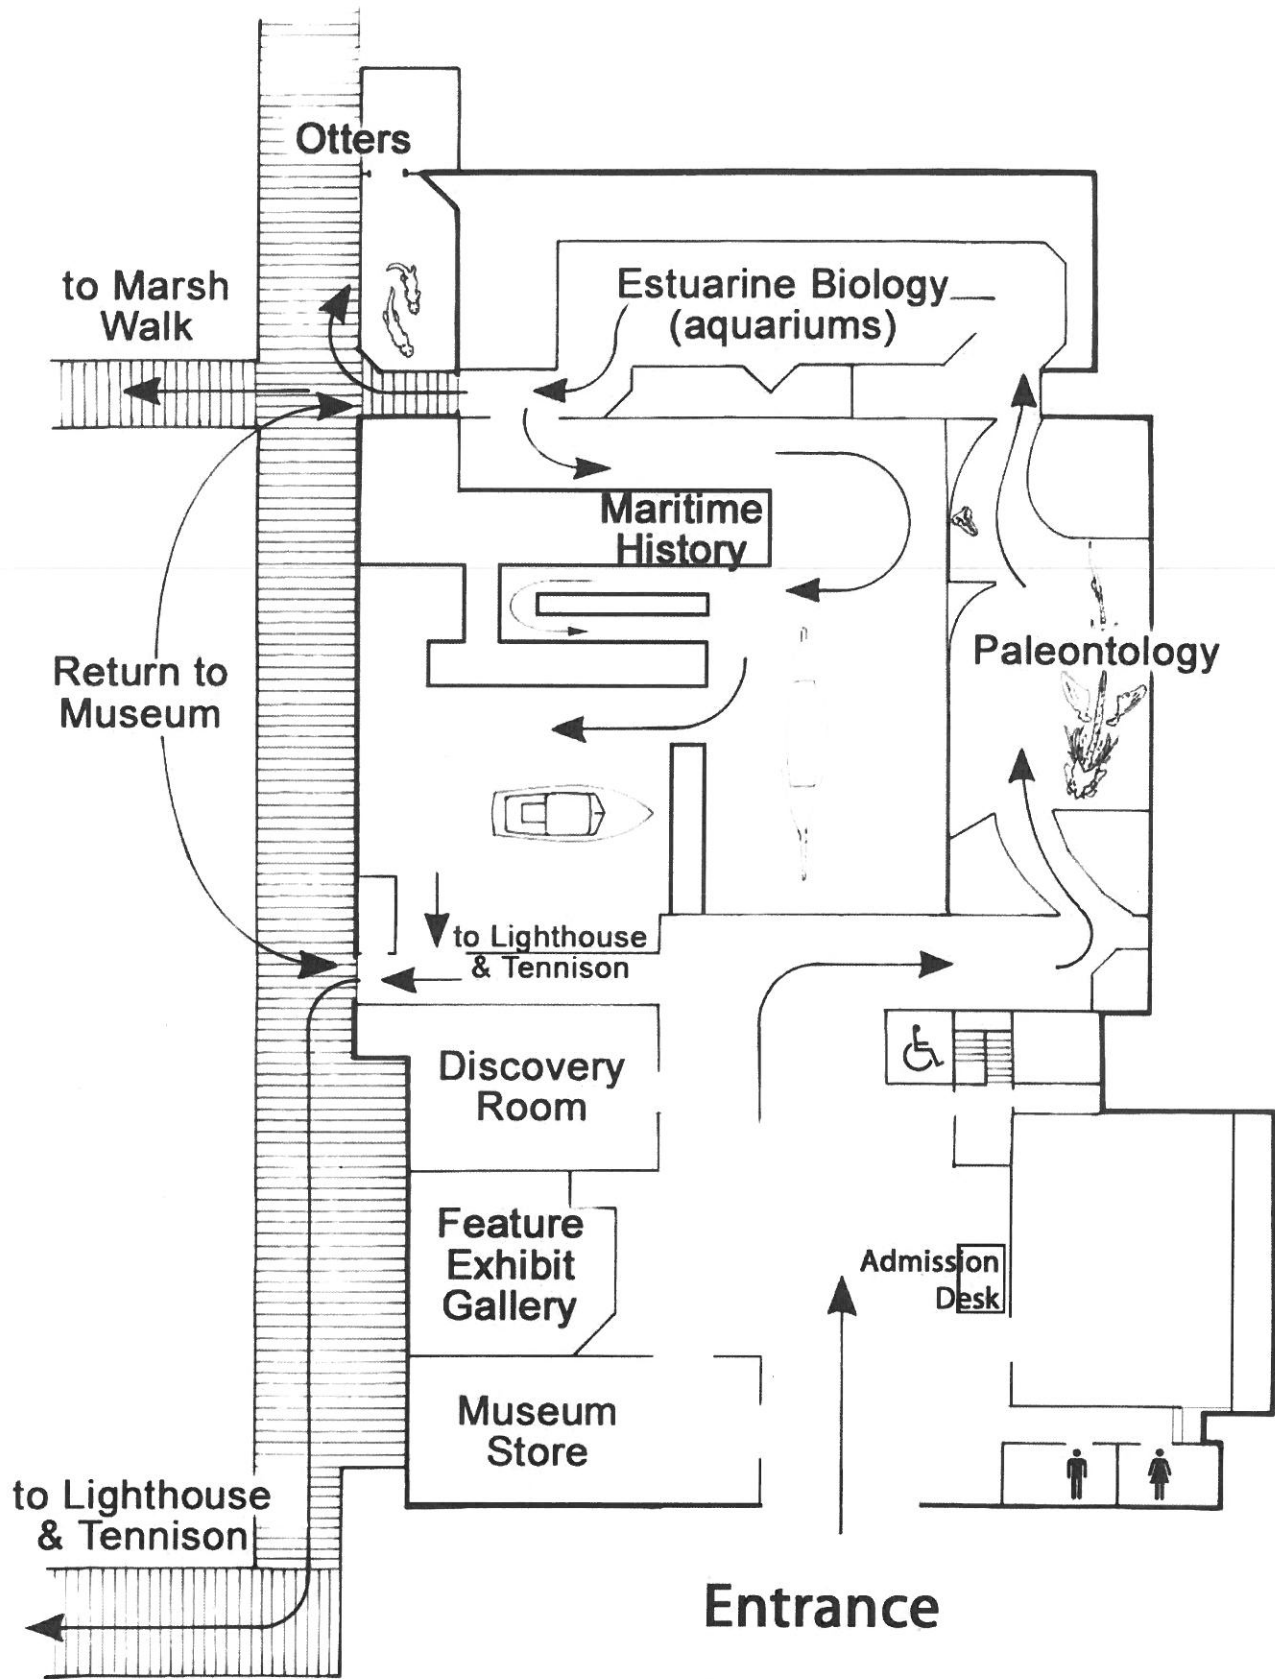 Otters
to Marsh
Walk
Estuarine Biology
(aquariums)
Maritime
History
Return to
Museum
Paleontology
to Lighthouse
& Tennison
Discovery
Room
Feature
Exhibit
Gallery
Admission
Desk
Museum
Store
to Lighthouse
& Tennison
Entrance